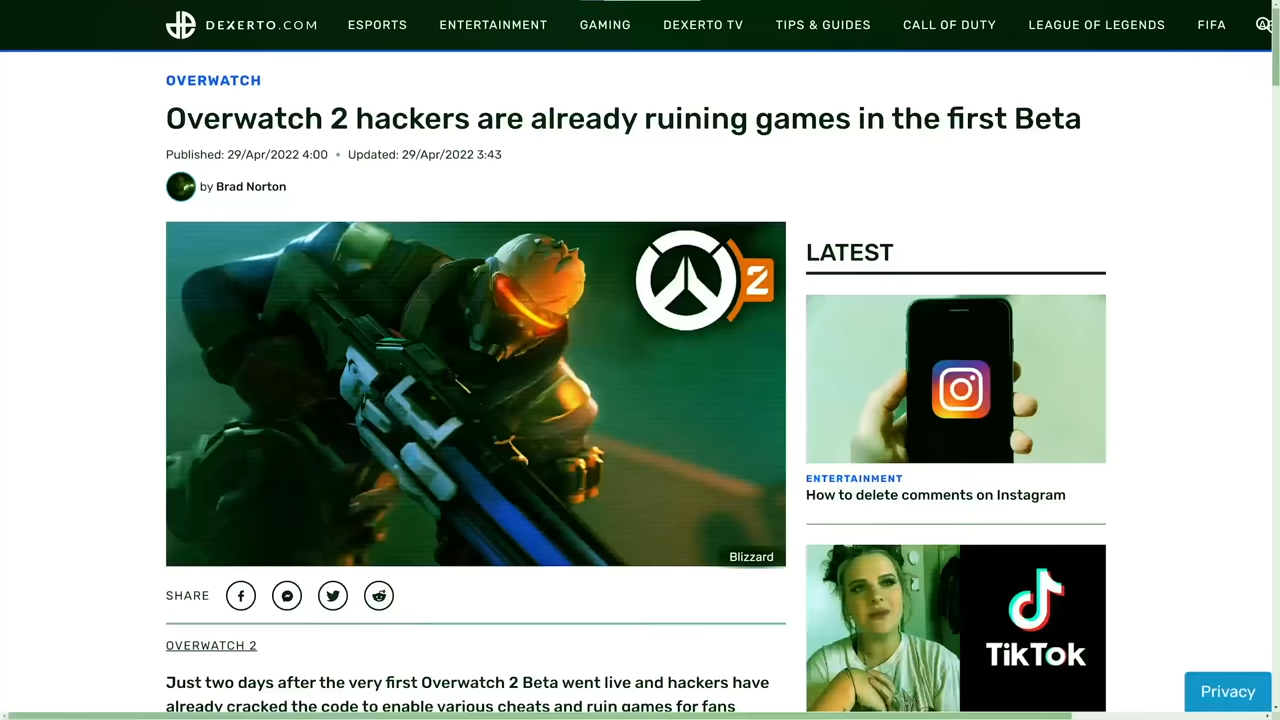 DEXERTO.COM ESPORTS ENTERTAINMENT GAMING DEXERTO TV TIPS & GUIDES CALL OF DUTY LEAGUE OF LEGENDS FIFA
OVERWATCH
Overwatch 2 hackers are already ruining games in the first Beta
Published: 29/Apr/2022 4:00 • Updated: 29/Apr/2022 3:43
by Brad Norton
2
Blizzard
LATEST
ENTERTAINMENT
How to delete comments on Instagram
TikTok
SHARE
OVERWATCH 2
Just two days after the very first Overwatch 2 Beta went live and hackers have
already cracked the code to enable various cheats and ruin games for fans
Privacy